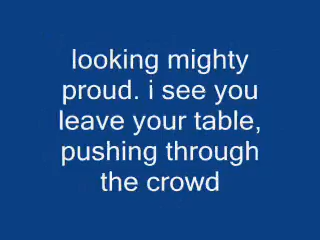 looking mighty
proud. i see you
leave your table,
pushing through
the crowd